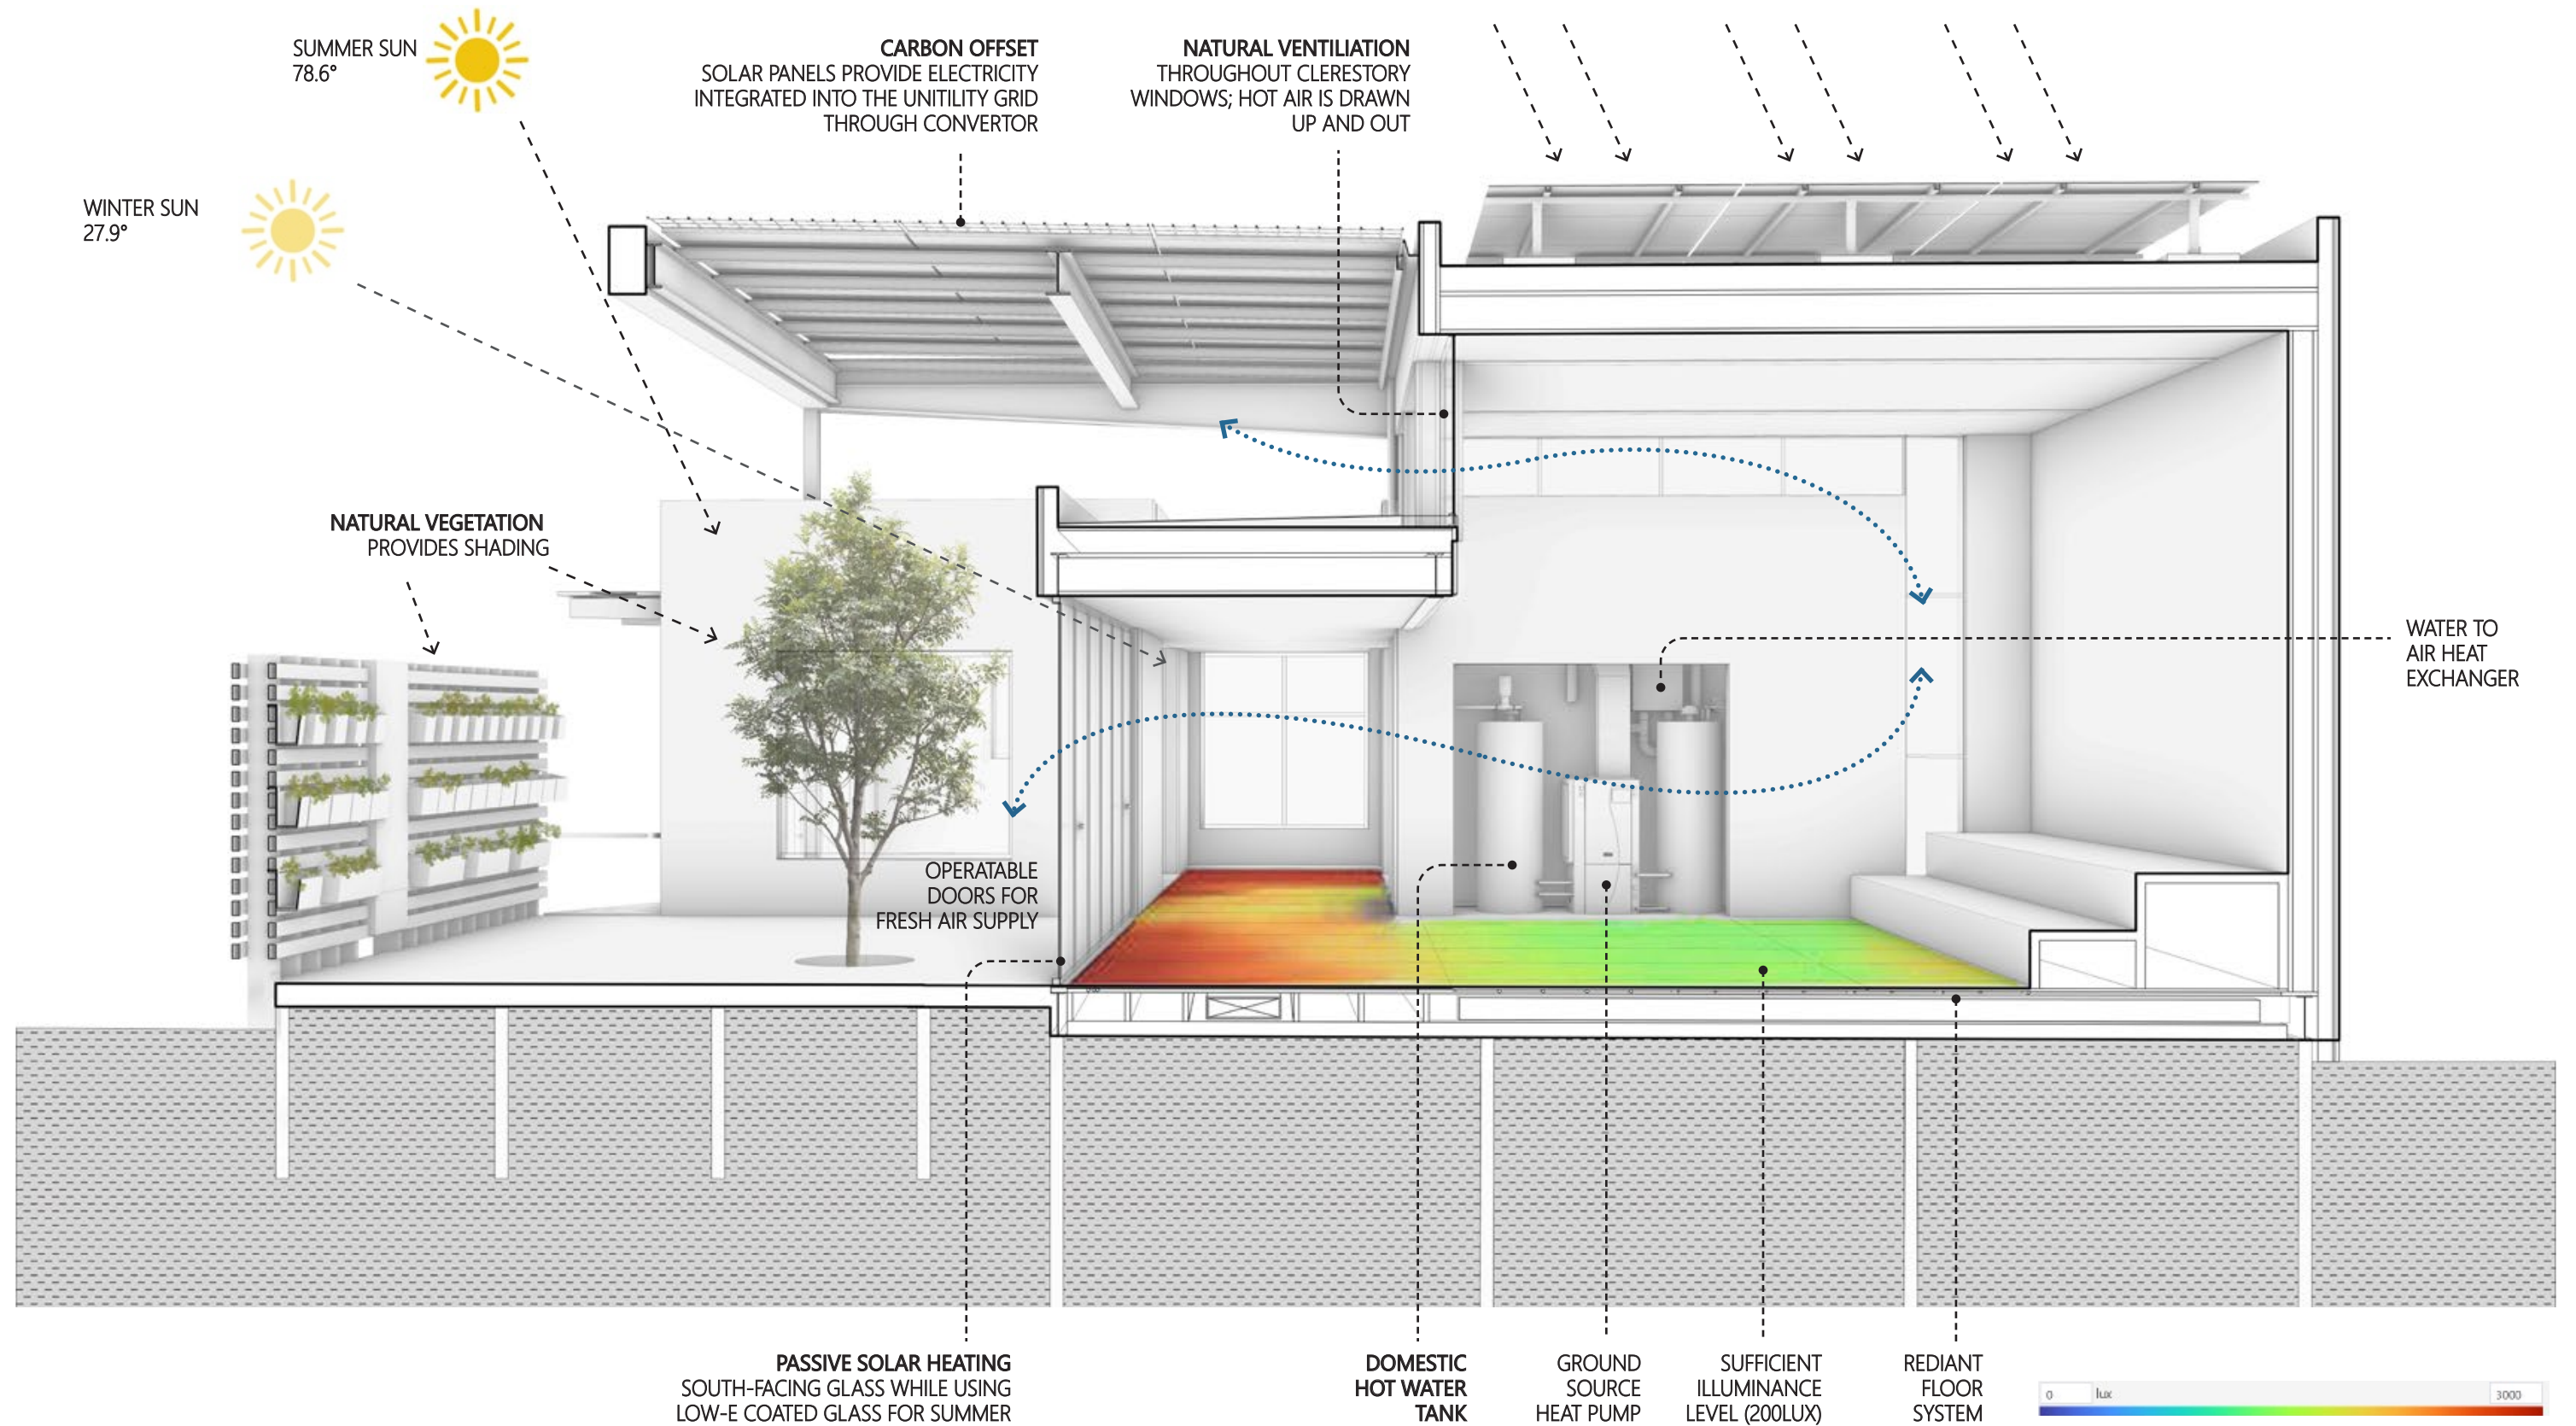 SUMMER SUN
78.6°
CARBON OFFSET
SOLAR PANELS PROVIDE ELECTRICITY
INTEGRATED INTO THE UNITILITY GRID
THROUGH CONVERTOR
NATURAL VENTILIATION
THROUGHOUT CLERESTORY
WINDOWS; HOT AIR IS DRAWN
UP AND OUT
WINTER SUN
27.9°
NATURAL VEGETATION
PROVIDES SHADING
WATER TO
AIR HEAT
EXCHANGER
OPERATABLE
DOORS FOR
FRESH AIR SUPPLY
PASSIVE SOLAR HEATING
SOUTH-FACING GLASS WHILE USING
LOW-E COATED GLASS FOR SUMMER
DOMESTIC
HOT WATER
TANK
GROUND
SOURCE
HEAT PUMP
SUFFICIENT
ILLUMINANCE
LEVEL (200LUX)
REDIANT
FLOOR
SYSTEM
0 lux 3000